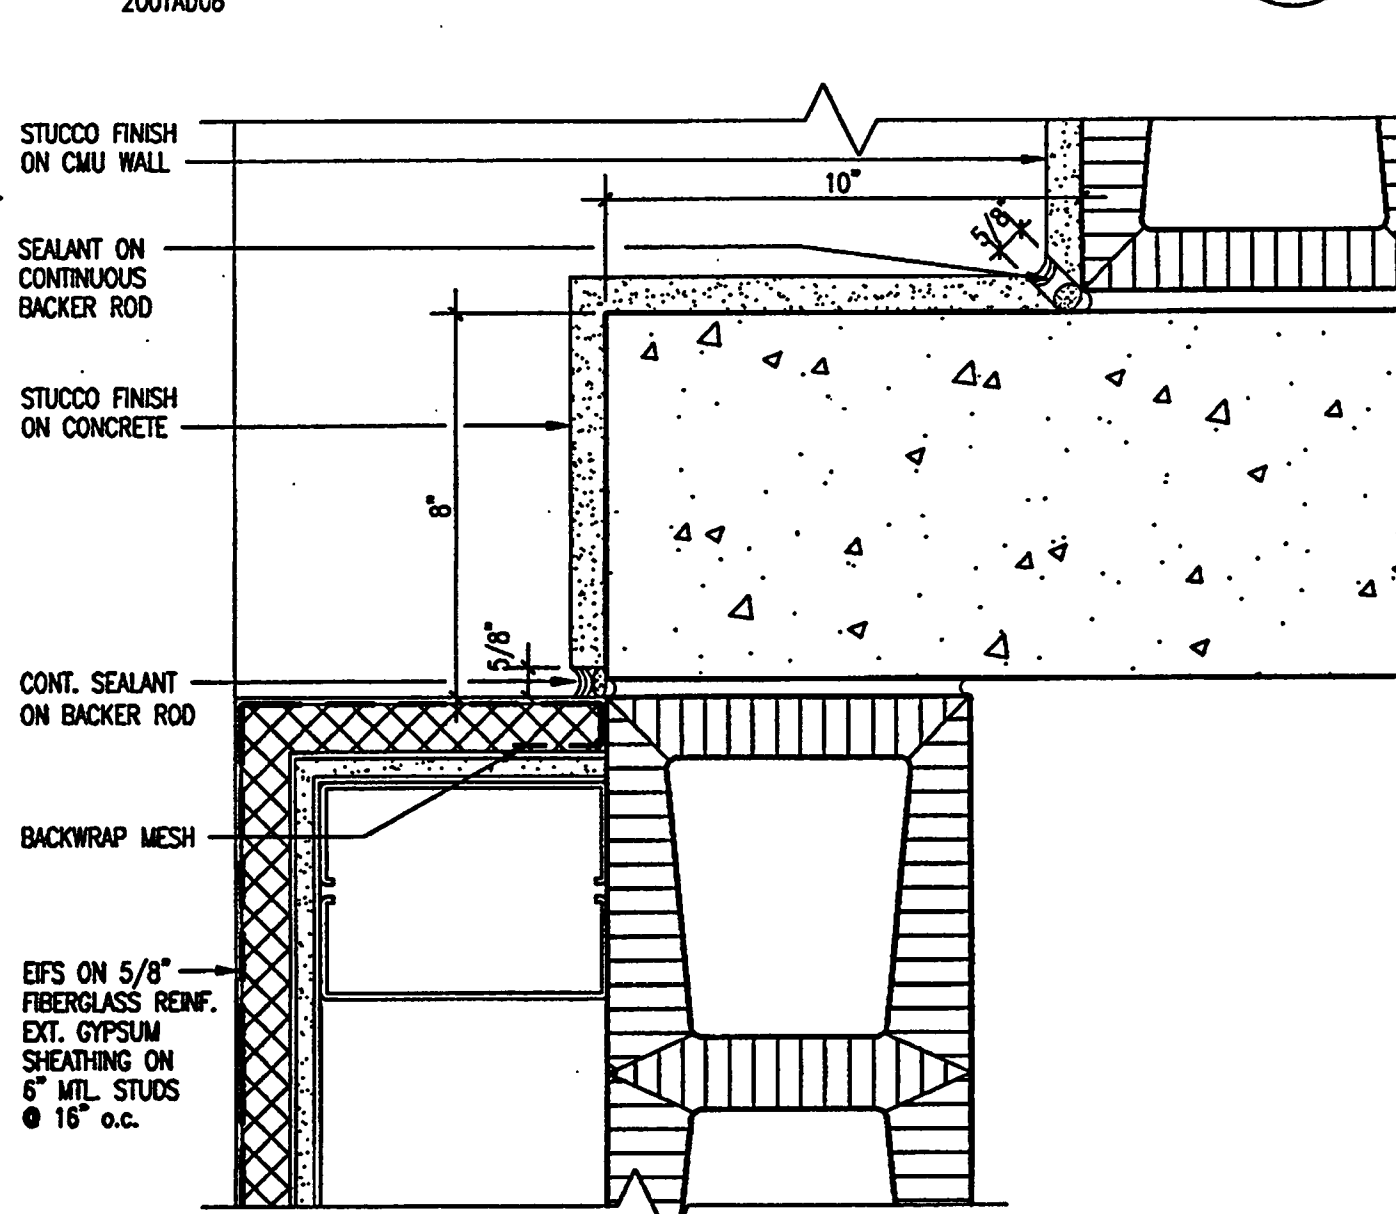 2001AD06
STUCCO FINISH
ON CMU WALL
10"
5/8"
SEALANT ON
CONTINUOUS
BACKER ROD
STUCCO FINISH
ON CONCRETE
8"
5/8"
CONT. SEALANT
ON BACKER ROD
BACKWRAP MESH
EIFS ON 5/8"
FIBERGLASS REINF.
EXT. GYPSUM
SHEATHING ON
6" MTL. STUDS
@ 16" o.c.